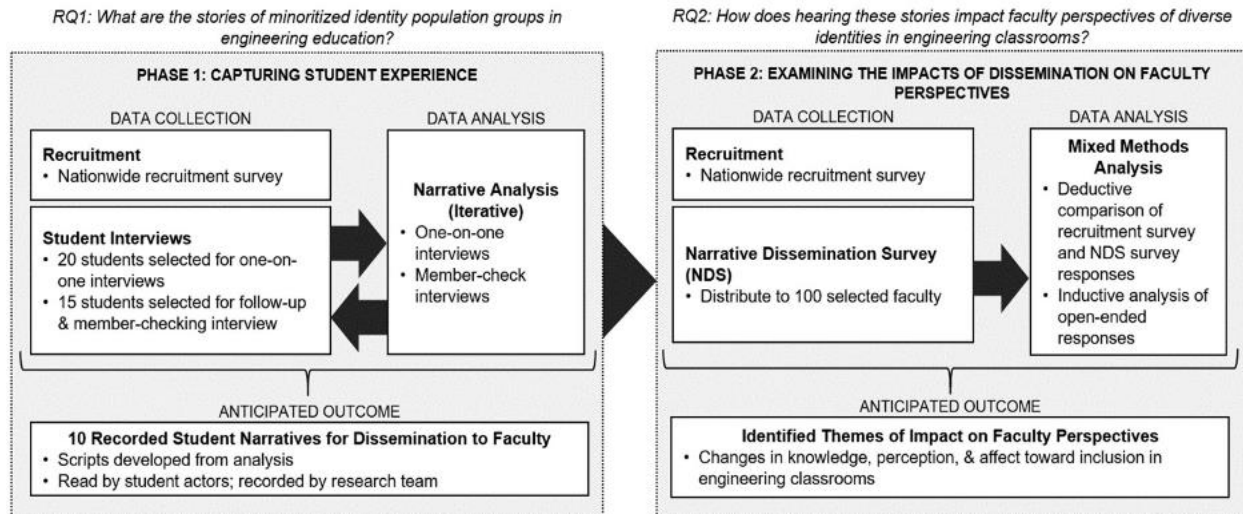 RQ1: What are the stories of minoritized identity population groups in
engineering education?
PHASE 1: CAPTURING STUDENT EXPERIENCE
DATA COLLECTION
Recruitment
• Nationwide recruitment survey
Student Interviews
• 20 students selected for one-on-
one interviews
• 15 students selected for follow-up
& member-checking interview
DATA ANALYSIS
Narrative Analysis
(Iterative)
• One-on-one
interviews
• Member-check
interviews
ANTICIPATED OUTCOME
10 Recorded Student Narratives for Dissemination to Faculty
• Scripts developed from analysis
• Read by student actors; recorded by research team
RQ2: How does hearing these stories impact faculty perspectives of diverse
identities in engineering classrooms?
PHASE 2: EXAMINING THE IMPACTS OF DISSEMINATION ON FACULTY
PERSPECTIVES
DATA COLLECTION
Recruitment
• Nationwide recruitment survey
Narrative Dissemination Survey
(NDS)
• Distribute to 100 selected faculty
DATA ANALYSIS
Mixed Methods
Analysis
• Deductive
comparison of
recruitment survey
and NDS survey
responses
• Inductive analysis of
open-ended
responses
ANTICIPATED OUTCOME
Identified Themes of Impact on Faculty Perspectives
• Changes in knowledge, perception, & affect toward inclusion in
engineering classrooms